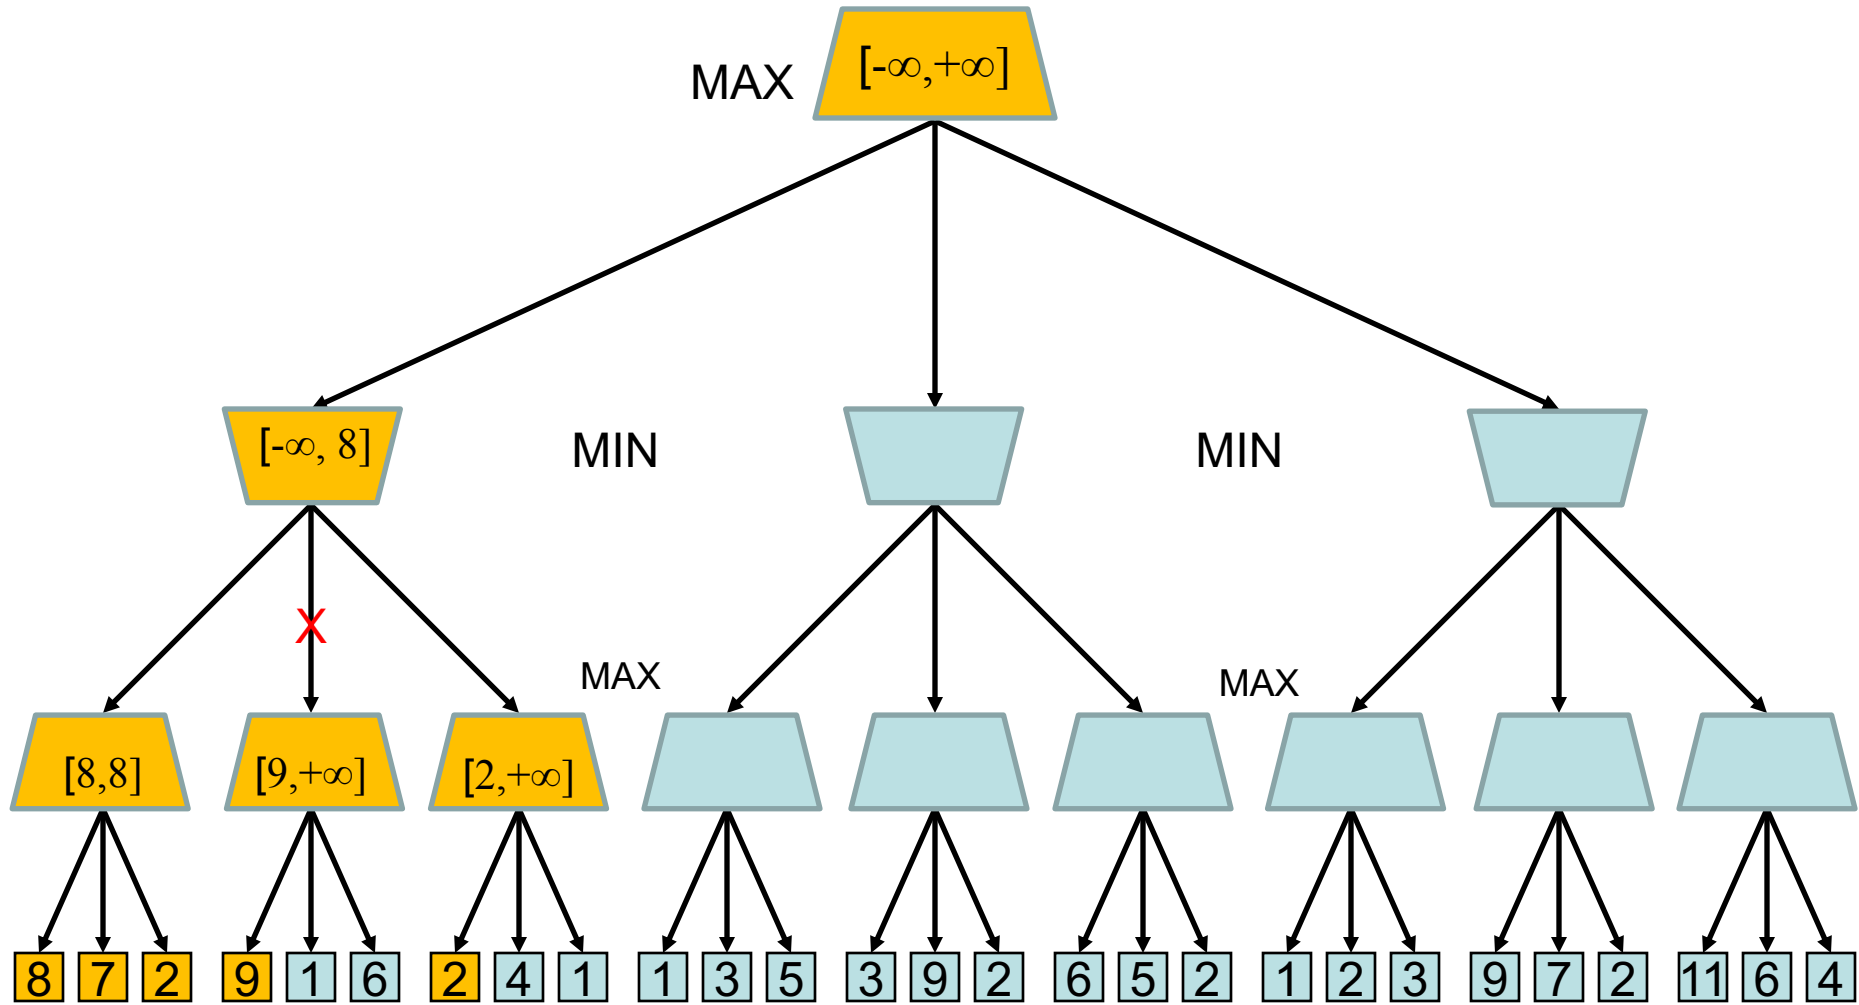 MAX [-∞,+∞]
[-∞, 8] MIN MIN
X
MAX MAX
[8,8] [9,+∞] [2,+∞]
8 7 2 9 1 6 2 4 1 1 3 5 3 9 2 6 5 2 1 2 3 9 7 2 11 6 4